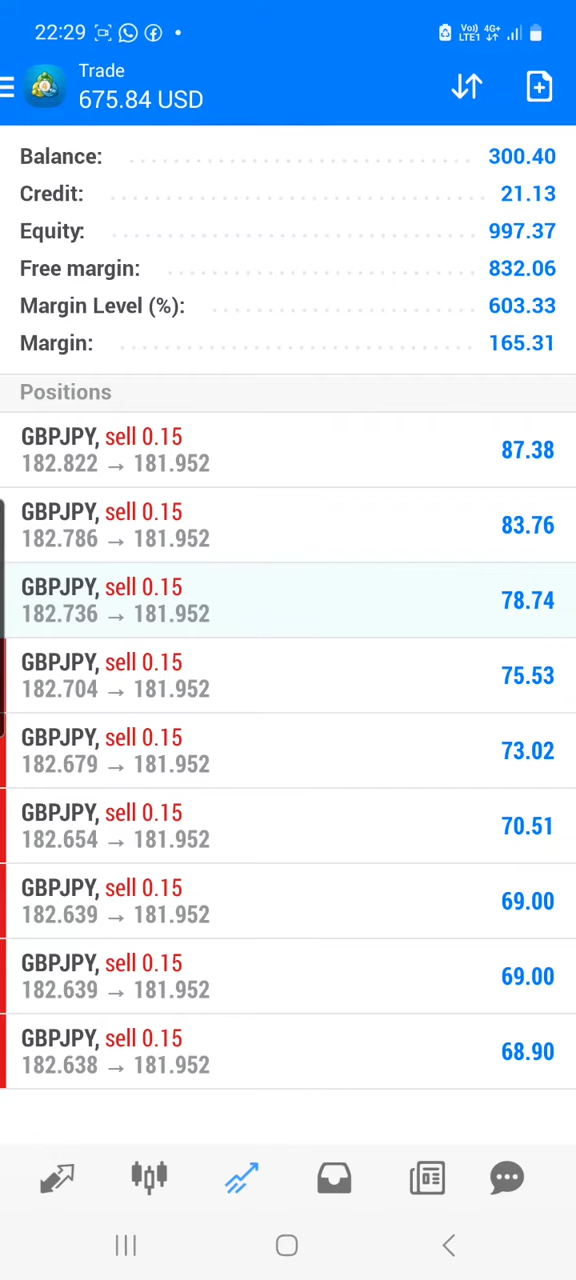 22:29
Vo)) LTE1 4G+
Trade
675.84 USD
Balance: 300.40
Credit: 21.13
Equity: 997.37
Free margin: 832.06
Margin Level (%): 603.33
Margin: 165.31
Positions
GBPJPY, sell 0.15
182.822 → 181.952 87.38
GBPJPY, sell 0.15
182.786 → 181.952 83.76
GBPJPY, sell 0.15
182.736 → 181.952 78.74
GBPJPY, sell 0.15
182.704 → 181.952 75.53
GBPJPY, sell 0.15
182.679 → 181.952 73.02
GBPJPY, sell 0.15
182.654 → 181.952 70.51
GBPJPY, sell 0.15
182.639 → 181.952 69.00
GBPJPY, sell 0.15
182.639 → 181.952 69.00
GBPJPY, sell 0.15
182.638 → 181.952 68.90